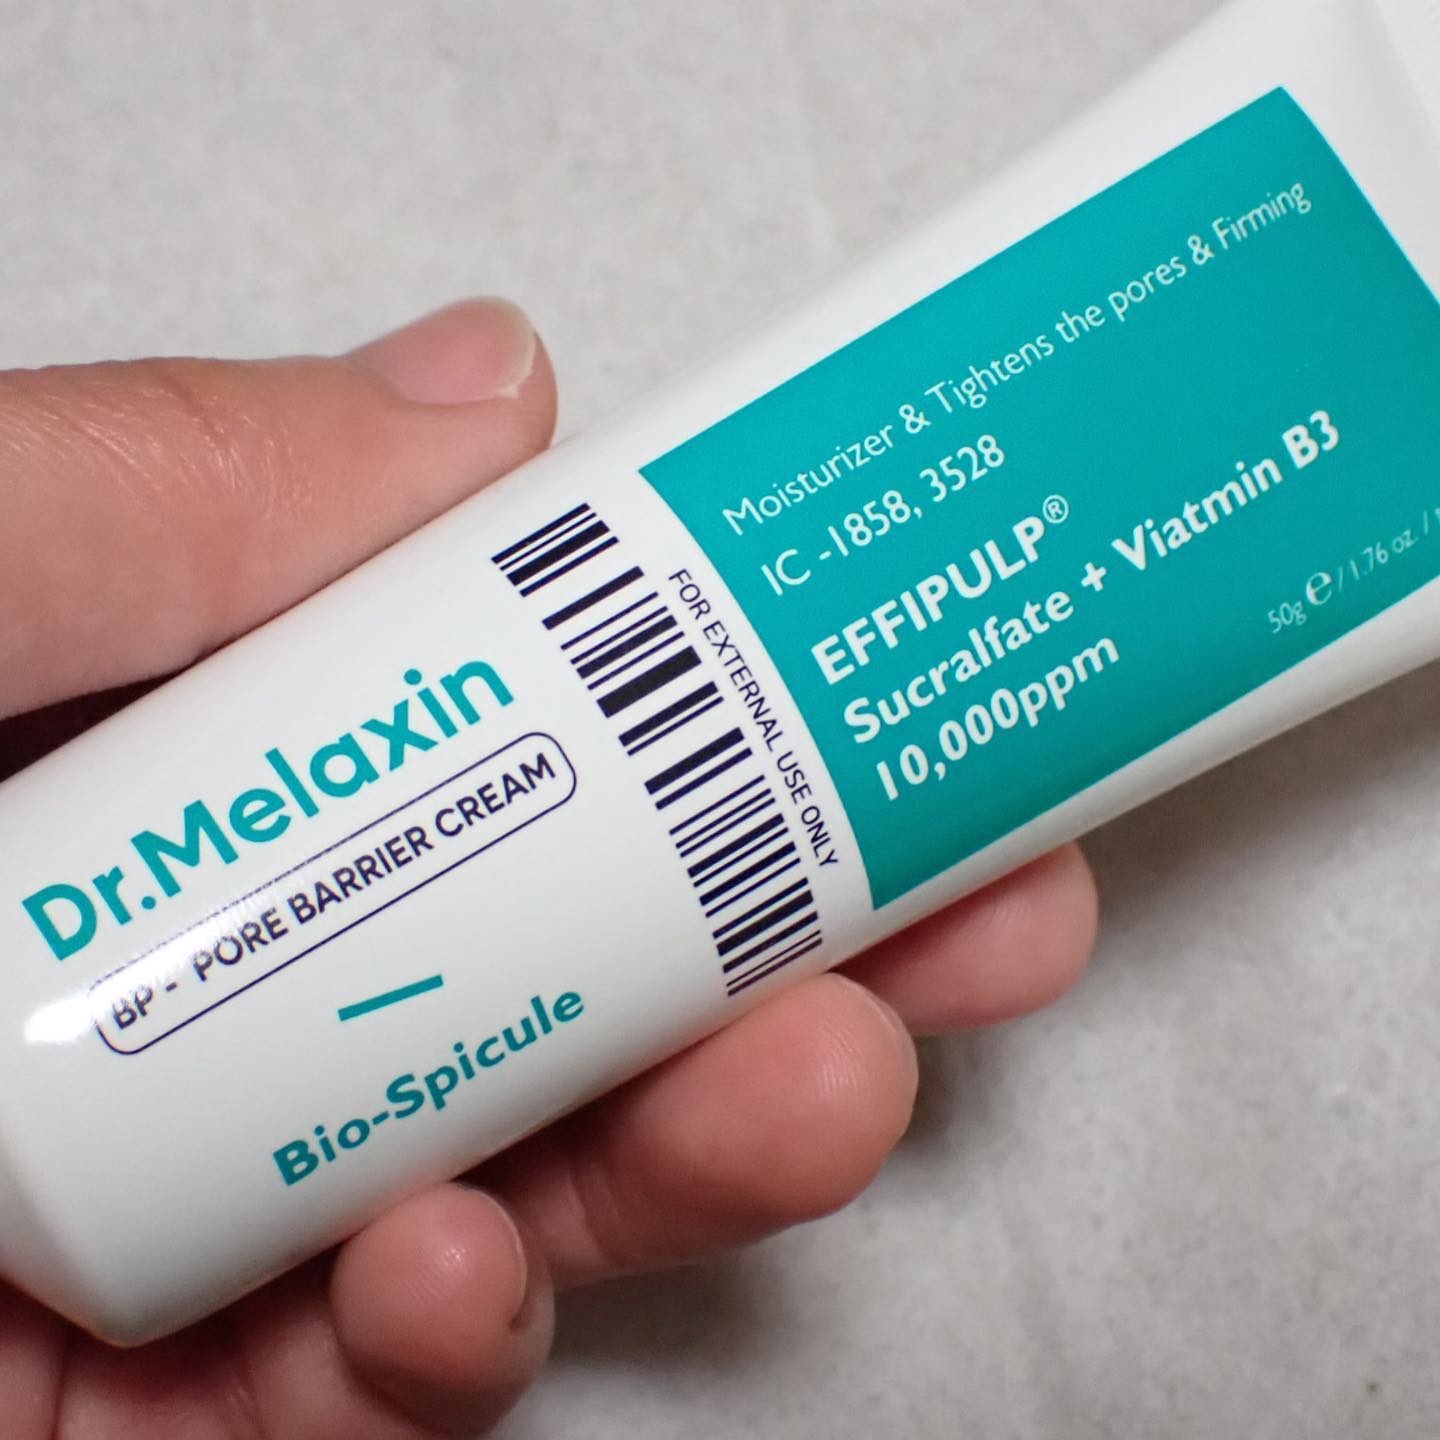 Dr.Melaxin
BP - PORE BARRIER CREAM
Bio-Spicule
FOR EXTERNAL USE ONLY
Moisturizer & Tightens the pores & Firming
IC -1858, 3528
EFFIPULP®
Sucralfate + Viatmin B3
10,000ppm
50g ℮ / 1.76 oz. /